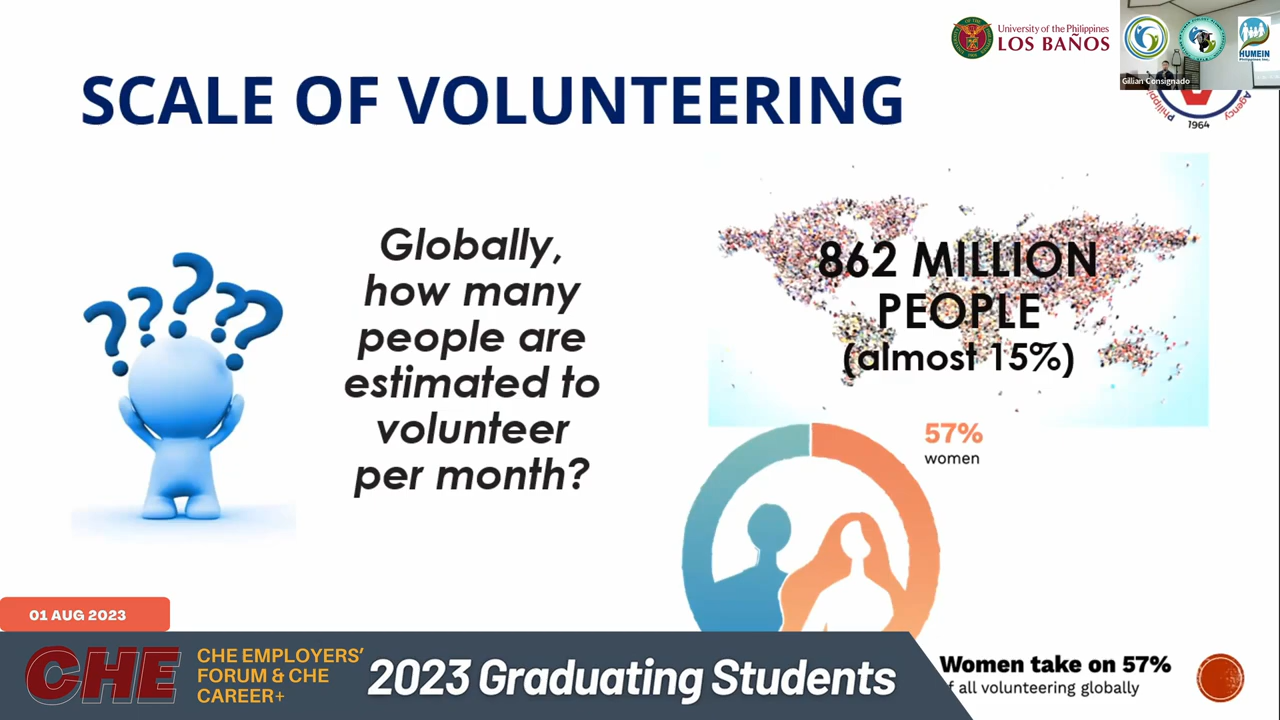 University of the Philippines
LOS BAÑOS
HUMEIN
Gilian Consignado
Agency
1964
SCALE OF VOLUNTEERING
Globally,
how many
people are
estimated to
volunteer
per month?
862 MILLION
PEOPLE
(almost 15%)
57%
women
01 AUG 2023
CHE
CHE EMPLOYERS'
FORUM & CHE
CAREER+
2023 Graduating Students
Women take on 57%
f all volunteering globally